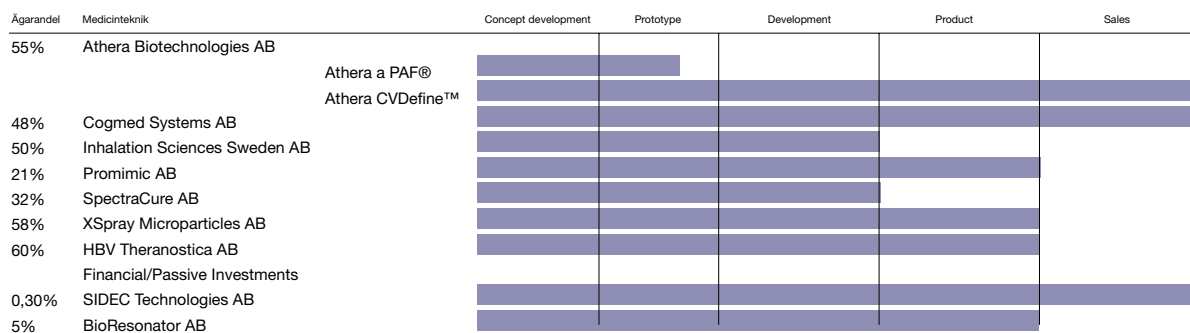 Ägarandel Medicinteknik Concept development Prototype Development Product Sales
55% Athera Biotechnologies AB
Athera a PAF®
Athera CVDefine™
48% Cogmed Systems AB
50% Inhalation Sciences Sweden AB
21% Promimic AB
32% SpectraCure AB
58% XSpray Microparticles AB
60% HBV Theranostica AB
Financial/Passive Investments
0,30% SIDEC Technologies AB
5% BioResonator AB